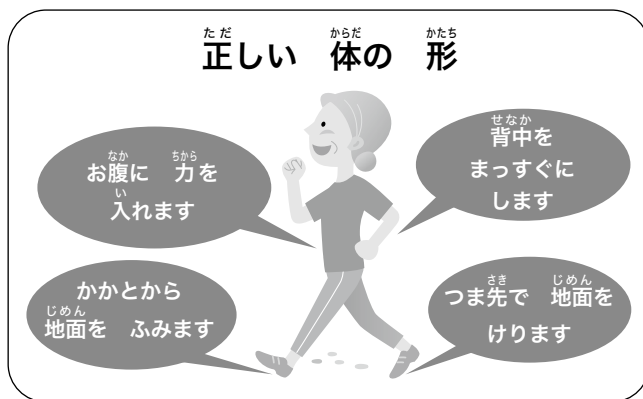 正しい 体の 形
お腹に 力を
入れます
背中を
まっすぐに
します
かかとから
地面を ふみます
つま先で 地面を
けります